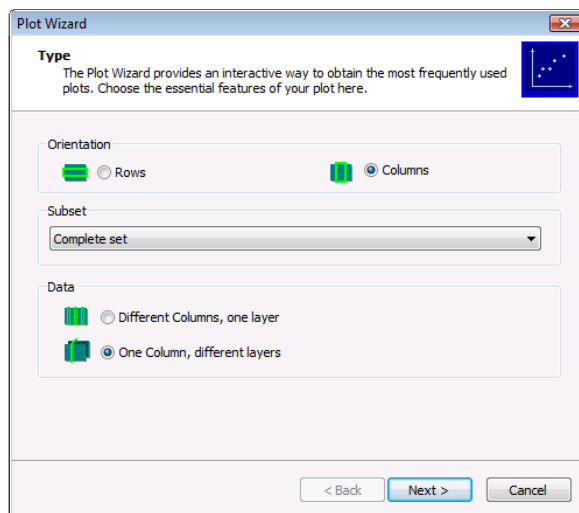 Plot Wizard
Type
The Plot Wizard provides an interactive way to obtain the most frequently used
plots. Choose the essential features of your plot here.
Orientation
Rows
Columns
Subset
Complete set
Data
Different Columns, one layer
One Column, different layers
< Back
Next >
Cancel